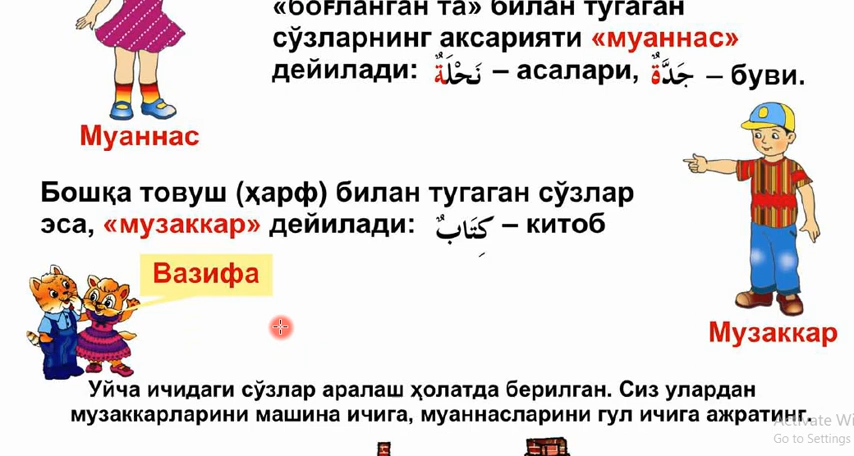 «боғланган та» билан тугаган
сўзларнинг аксарияти «муаннас»
дейилади: نَحْلَةٌ – асалари, جَدَّةٌ – буви.
Муаннас
Бошқа товуш (ҳарф) билан тугаган сўзлар
эса, «музаккар» дейилади: كِتَابٌ – китоб
Вазифа
Музаккар
Уйча ичидаги сўзлар аралаш ҳолатда берилган. Сиз улардан
музаккарларини машина ичига, муаннасларини гул ичига ажратинг.
Activate Wi
Go to Settings